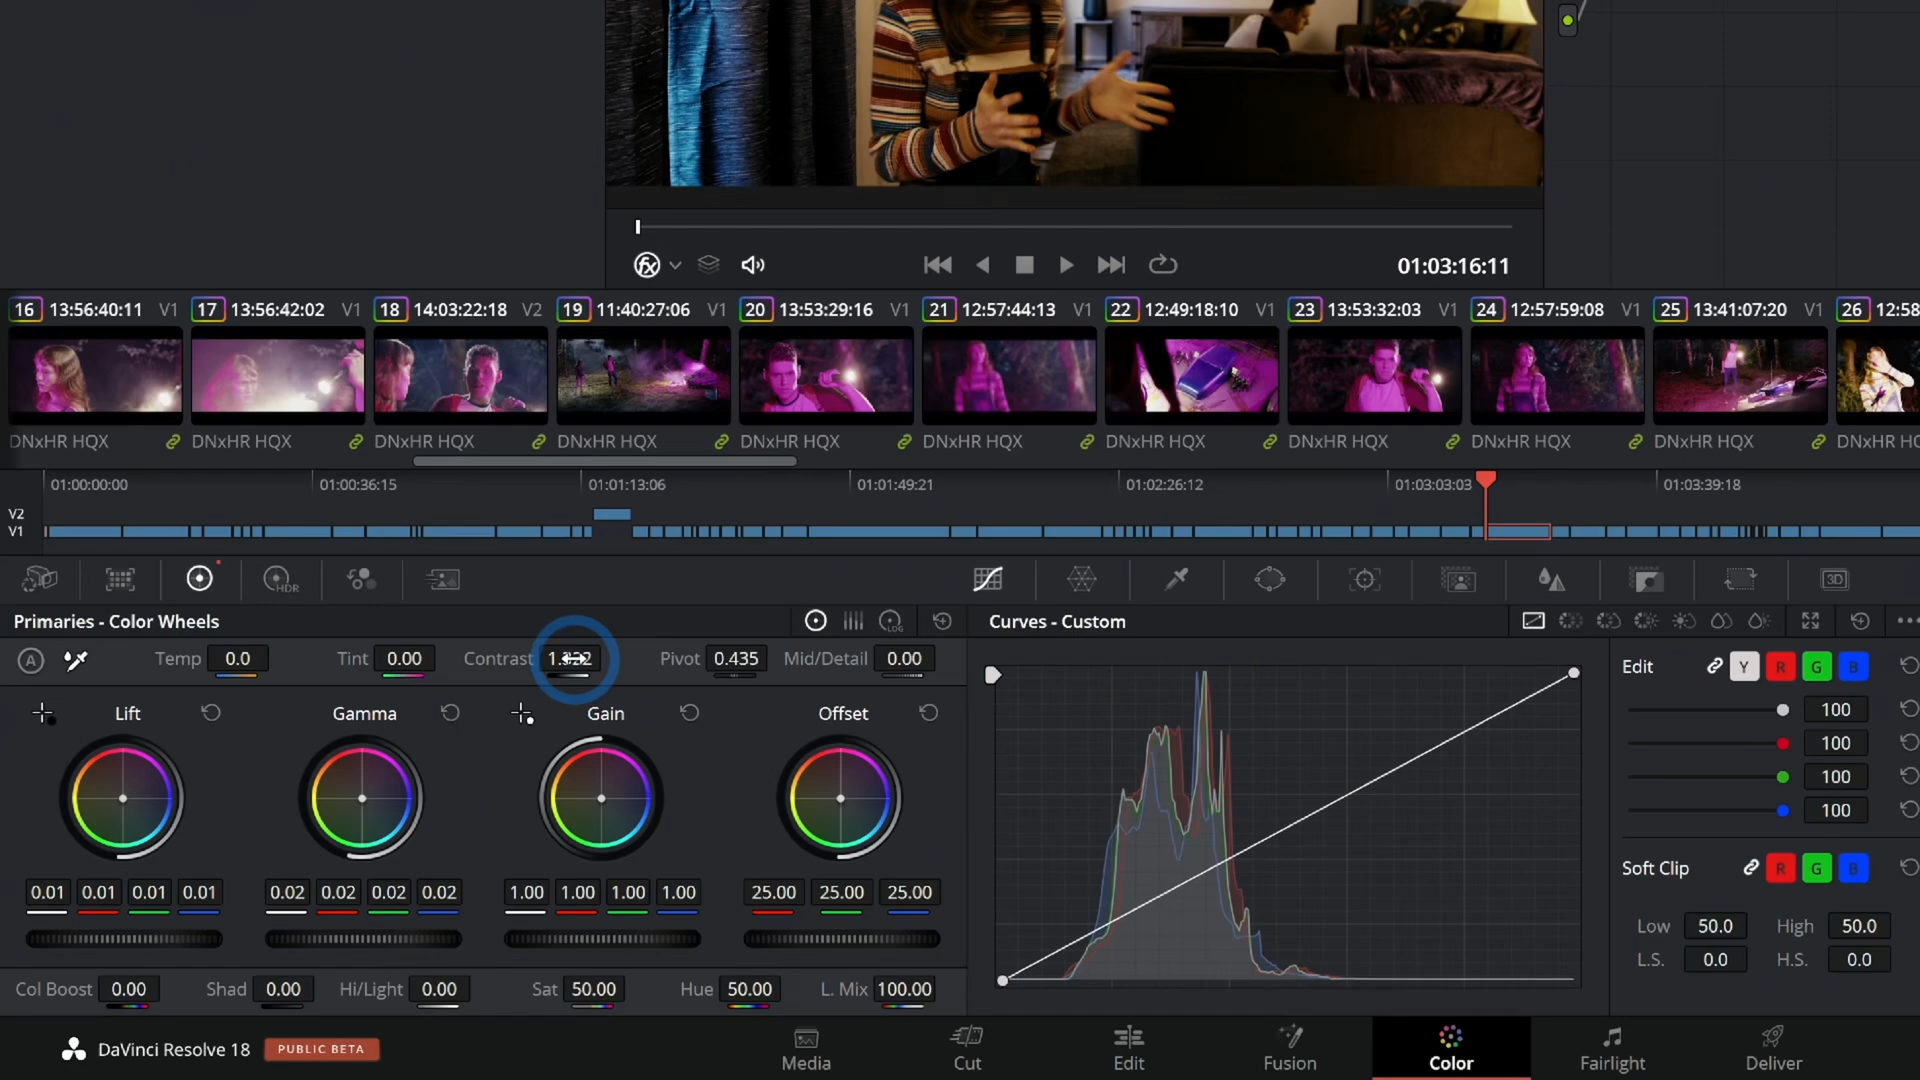 01:03:16:11
16 13:56:40:11 V1 17 13:56:42:02 V1 18 14:03:22:18 V2 19 11:40:27:06 V1 20 13:53:29:16 V1 21 12:57:44:13 V1 22 12:49:18:10 V1 23 13:53:32:03 V1 24 12:57:59:08 V1 25 13:41:07:20 V1 26 12:58
DNxHR HQX DNxHR HQX DNxHR HQX DNxHR HQX DNxHR HQX DNxHR HQX DNxHR HQX DNxHR HQX DNxHR HQX DNxHR HQX DNxHR HQ
01:00:00:00 01:00:36:15 01:01:13:06 01:01:49:21 01:02:26:12 01:03:03:03 01:03:39:18
V2
V1
HDR 3D
Primaries - Color Wheels LOG Curves - Custom
A Temp 0.0 Tint 0.00 Contrast Pivot 0.435 Mid/Detail 0.00 Edit Y R G B
Lift Gamma Gain Offset 100
100
100
100
0.01 0.01 0.01 0.01 0.02 0.02 0.02 0.02 1.00 1.00 1.00 1.00 25.00 25.00 25.00
Soft Clip R G B
Low 50.0 High 50.0
L.S. 0.0 H.S. 0.0
Col Boost 0.00 Shad 0.00 Hi/Light 0.00 Sat 50.00 Hue 50.00 L. Mix 100.00
DaVinci Resolve 18 PUBLIC BETA Media Cut Edit Fusion Color Fairlight Deliver